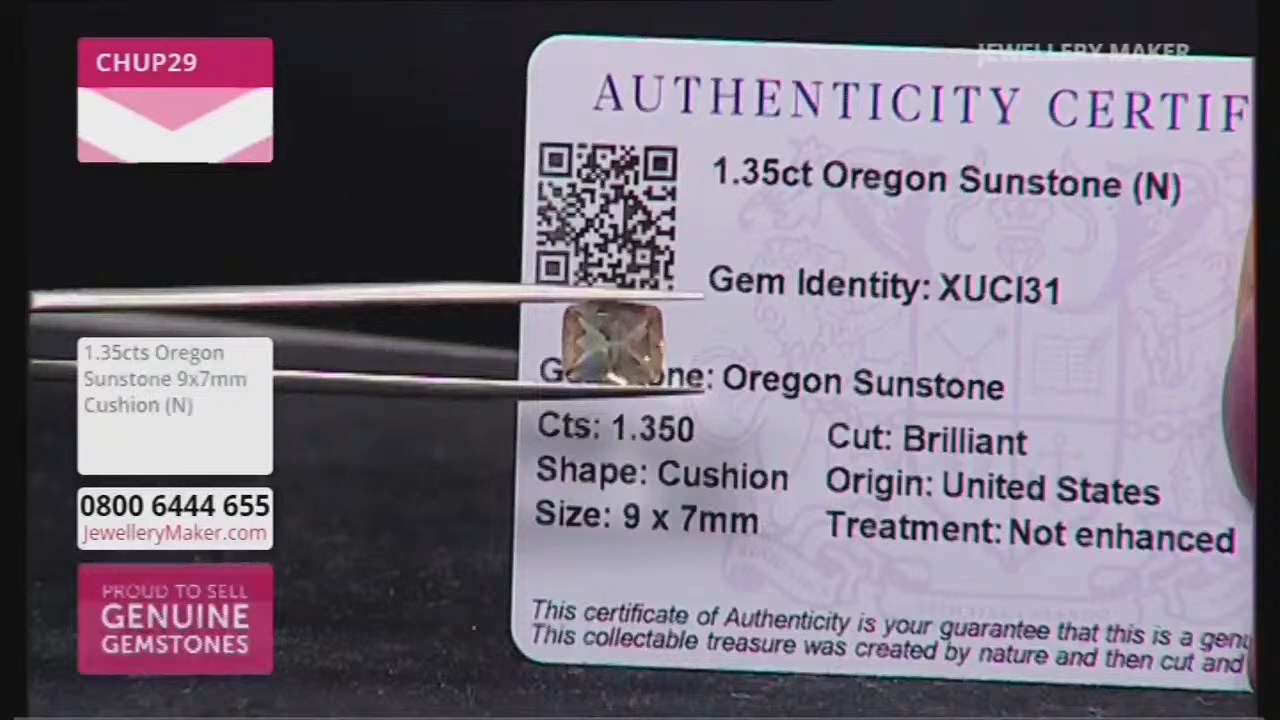 CHUP29
JEWELLERY MAKER
AUTHENTICITY CERTIF
1.35ct Oregon Sunstone (N)
Gem Identity: XUCI31
G ne: Oregon Sunstone
Cts: 1.350
Cut: Brilliant
Shape: Cushion
Origin: United States
Size: 9 x 7mm
Treatment: Not enhanced
This certificate of Authenticity is your guarantee that this is a genu
This collectable treasure was created by nature and then cut and
1.35cts Oregon
Sunstone 9x7mm
Cushion (N)
0800 6444 655
JewelleryMaker.com
PROUD TO SELL
GENUINE
GEMSTONES